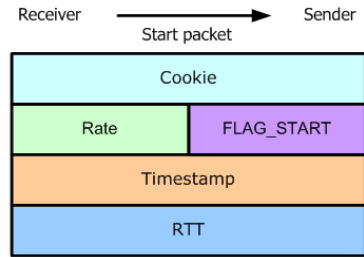 Receiver Sender
Start packet
Cookie
Rate FLAG_START
Timestamp
RTT